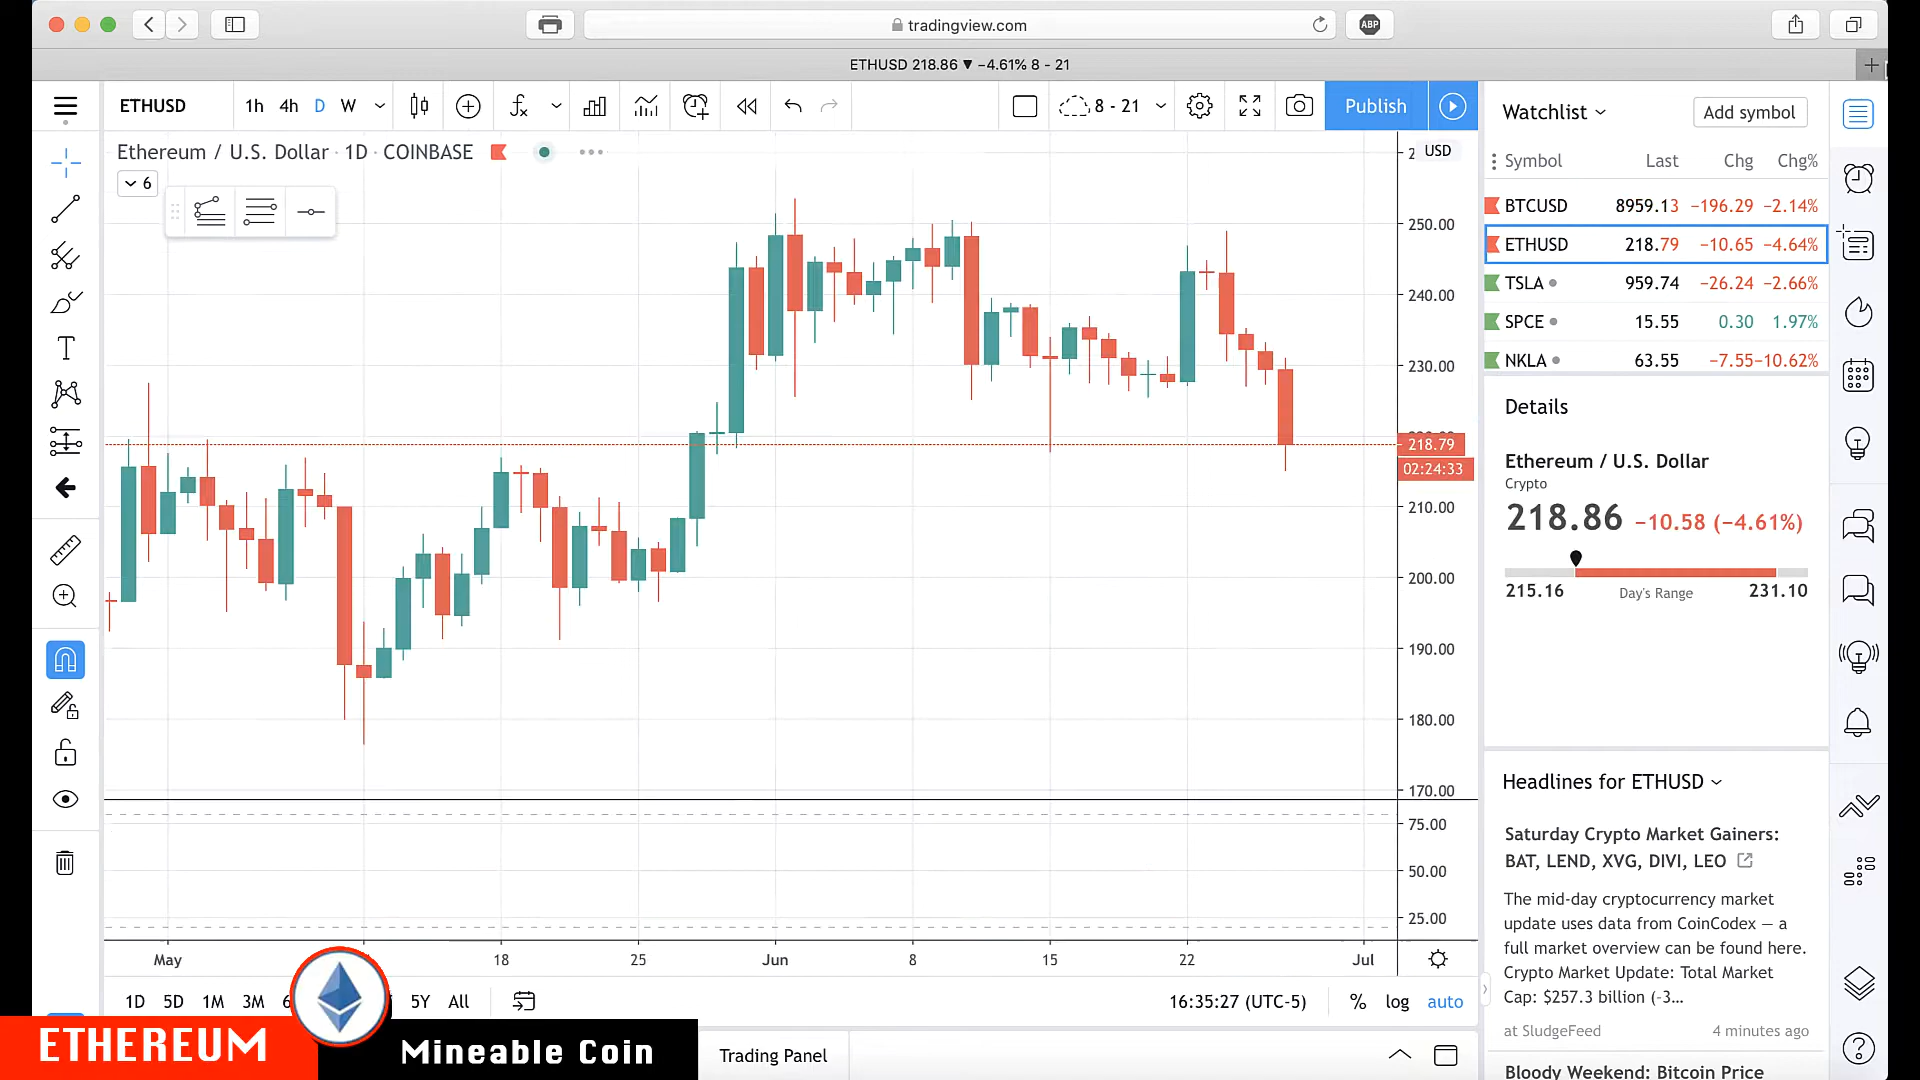 tradingview.com
ABP
ETHUSD 218.86 ▼ −4.61% 8 - 21
ETHUSD 1h 4h D W 8 - 21 Publish
Ethereum / U.S. Dollar · 1D · COINBASE
6
USD
250.00
240.00
230.00
218.79
02:24:33
210.00
200.00
190.00
180.00
170.00
75.00
50.00
25.00
May 18 25 Jun 8 15 22 Jul
1D 5D 1M 3M 5Y All
16:35:27 (UTC-5) % log auto
Trading Panel
ETHEREUM
Mineable Coin
Watchlist Add symbol
Symbol Last Chg Chg%
BTCUSD 8959.13 −196.29 −2.14%
ETHUSD 218.79 −10.65 −4.64%
TSLA 959.74 −26.24 −2.66%
SPCE 15.55 0.30 1.97%
NKLA 63.55 −7.55 −10.62%
Details
Ethereum / U.S. Dollar
Crypto
218.86 −10.58 (−4.61%)
215.16 Day's Range 231.10
Headlines for ETHUSD
Saturday Crypto Market Gainers:
BAT, LEND, XVG, DIVI, LEO
The mid-day cryptocurrency market
update uses data from CoinCodex — a
full market overview can be found here.
Crypto Market Update: Total Market
Cap: $257.3 billion (-3...
at SludgeFeed 4 minutes ago
Bloody Weekend: Bitcoin Price